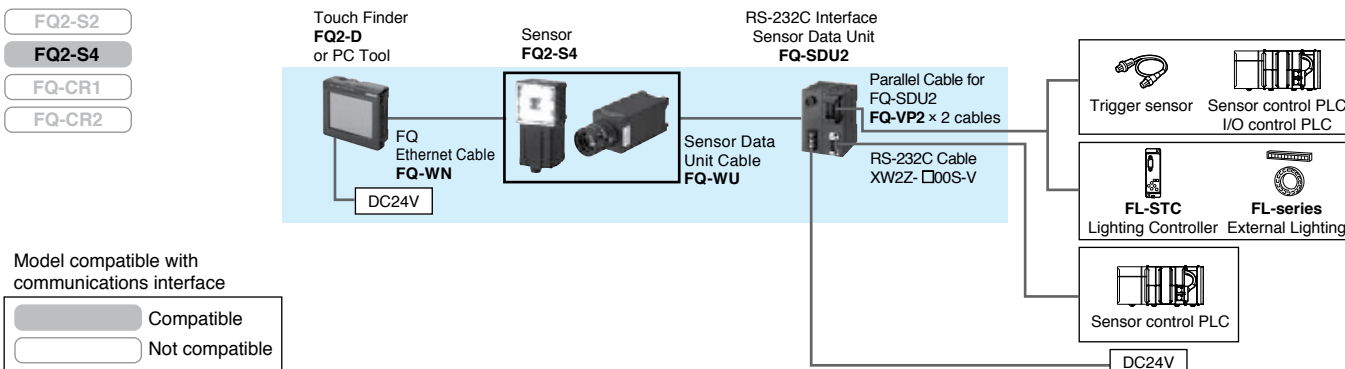 FQ2-S2
FQ2-S4
FQ-CR1
FQ-CR2
Touch Finder
FQ2-D
or PC Tool
Sensor
FQ2-S4
RS-232C Interface
Sensor Data Unit
FQ-SDU2
FQ
Ethernet Cable
FQ-WN
DC24V
Sensor Data
Unit Cable
FQ-WU
Parallel Cable for
FQ-SDU2
FQ-VP2 × 2 cables
RS-232C Cable
XW2Z- □00S-V
Trigger sensor
Sensor control PLC
I/O control PLC
FL-STC
Lighting Controller
FL-series
External Lighting
Sensor control PLC
DC24V
Model compatible with
communications interface
Compatible
Not compatible